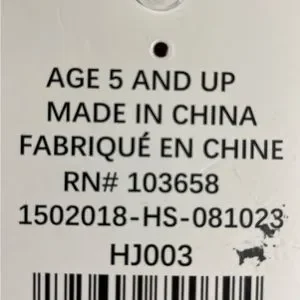 AGE 5 AND UP
MADE IN CHINA
FABRIQUÉ EN CHINE
RN# 103658
1502018-HS-081023
HJ003